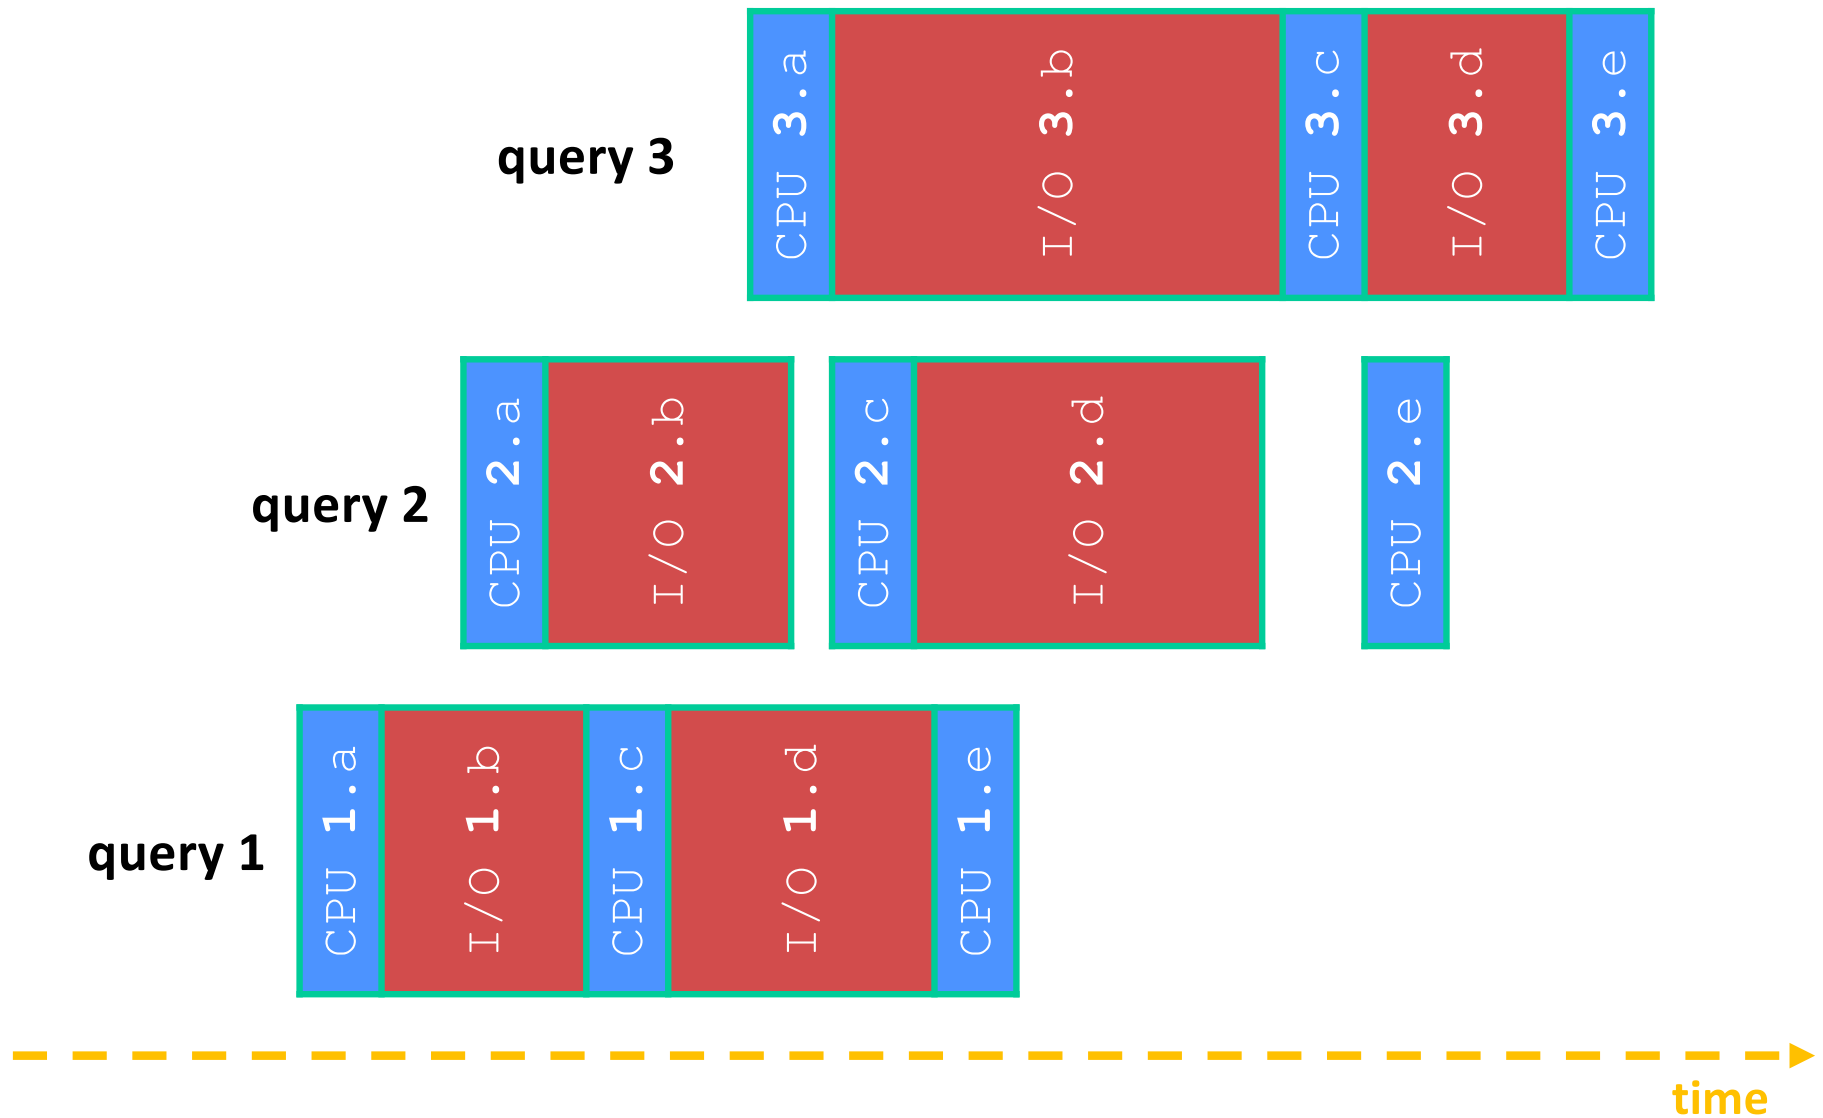 query 3
CPU 3.a
I/O 3.b
CPU 3.c
I/O 3.d
CPU 3.e
query 2
CPU 2.a
I/O 2.b
CPU 2.c
I/O 2.d
CPU 2.e
query 1
CPU 1.a
I/O 1.b
CPU 1.c
I/O 1.d
CPU 1.e
time